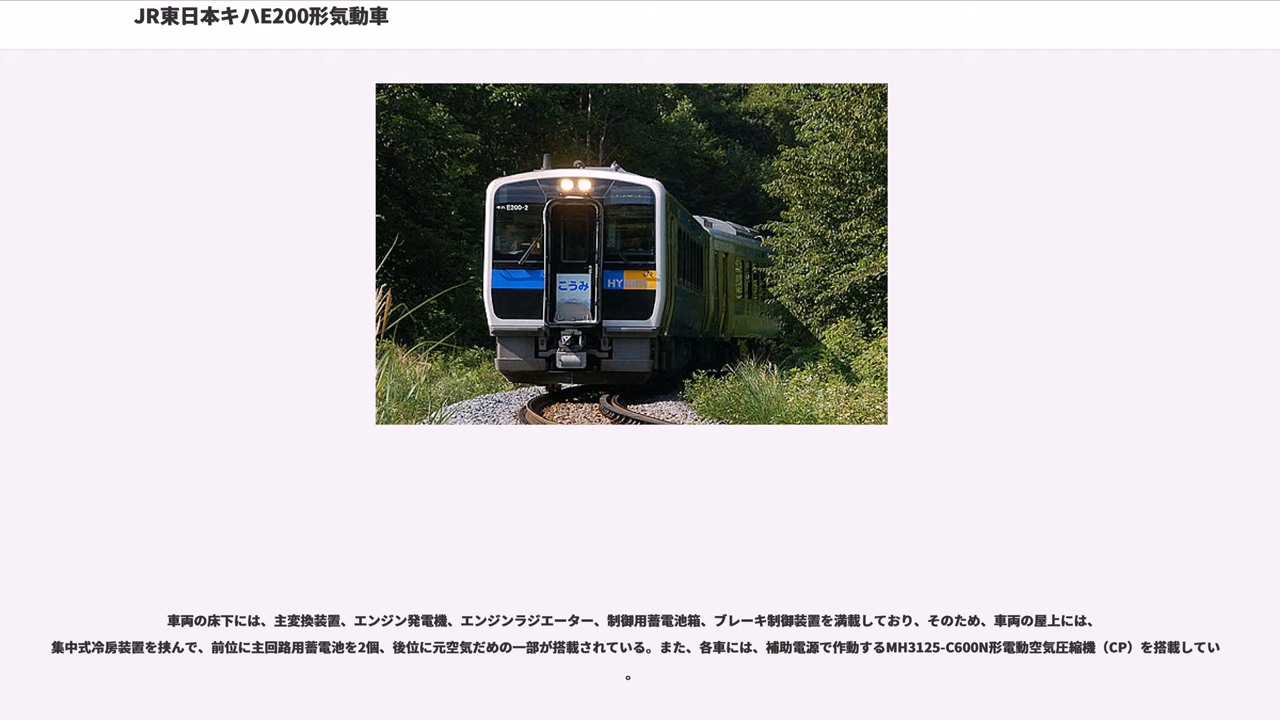 JR東日本キハE200形気動車
キハ E200-2
こうみ
HY
車両の床下には、主変換装置、エンジン発電機、エンジンラジエーター、制御用蓄電池箱、ブレーキ制御装置を満載しており、そのため、車両の屋上には、
集中式冷房装置を挟んで、前位に主回路用蓄電池を2個、後位に元空気だめの一部が搭載されている。また、各車には、補助電源で作動するMH3125-C600N形電動空気圧縮機（CP）を搭載してい
。